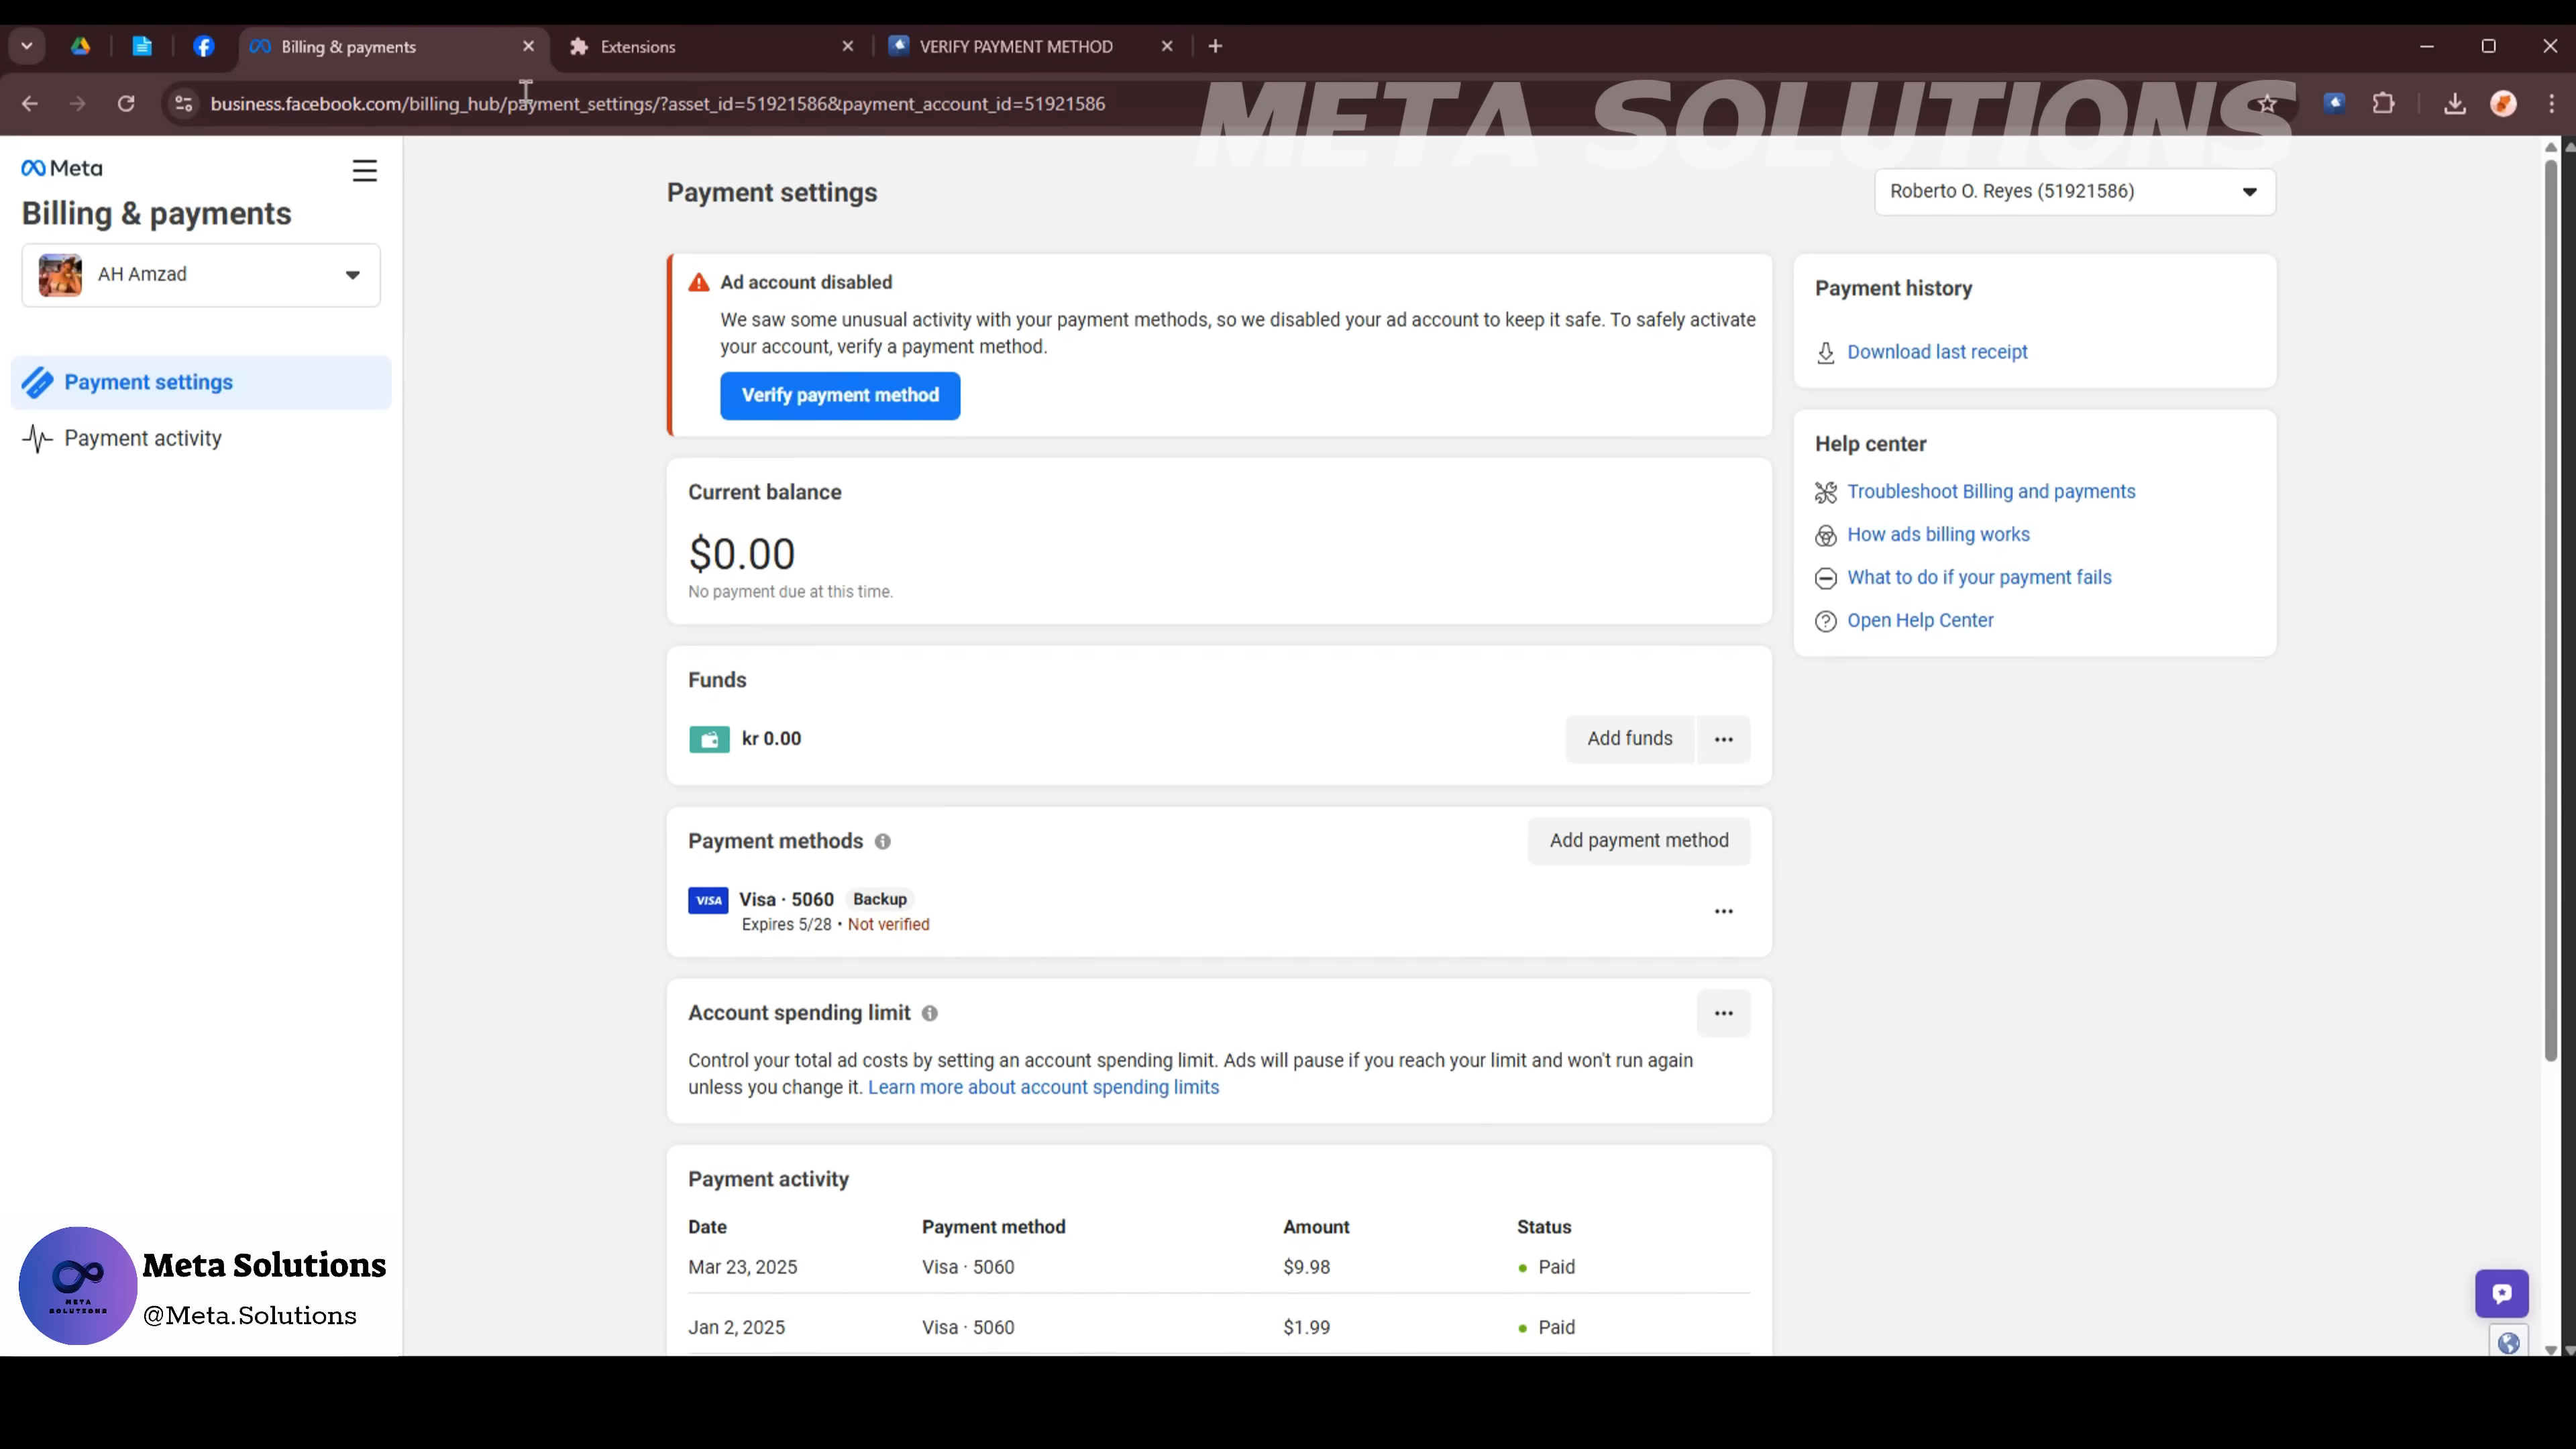 Billing & payments
Extensions
VERIFY PAYMENT METHOD
business.facebook.com/billing_hub/payment_settings/?asset_id=51921586&payment_account_id=51921586
META SOLUTIONS
Meta
Billing & payments
AH Amzad
Payment settings
Payment activity
Payment settings
Roberto O. Reyes (51921586)
Ad account disabled
We saw some unusual activity with your payment methods, so we disabled your ad account to keep it safe. To safely activate
your account, verify a payment method.
Verify payment method
Current balance
$0.00
No payment due at this time.
Funds
kr 0.00
Add funds
Payment methods
Add payment method
VISA
Visa · 5060
Backup
Expires 5/28 • Not verified
Account spending limit
Control your total ad costs by setting an account spending limit. Ads will pause if you reach your limit and won't run again
unless you change it. Learn more about account spending limits
Payment activity
Date Payment method Amount Status
Mar 23, 2025 Visa · 5060 $9.98 Paid
Jan 2, 2025 Visa · 5060 $1.99 Paid
Payment history
Download last receipt
Help center
Troubleshoot Billing and payments
How ads billing works
What to do if your payment fails
Open Help Center
META
SOLUTIONS
Meta Solutions
@Meta.Solutions